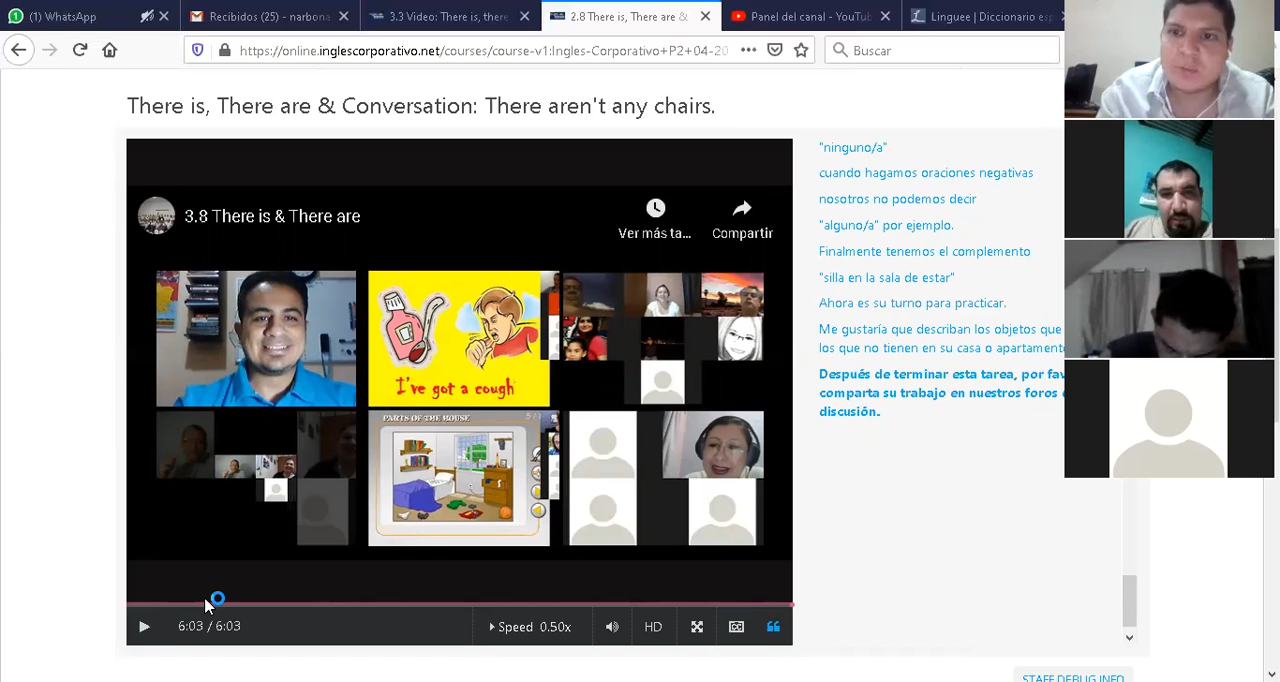 (1) WhatsApp
Recibidos (25) - narbona
3.3 Video: There is, there
2.8 There is, There are &
Panel del canal - YouTub
Linguee | Diccionario esp
https://online.inglescorporativo.net/courses/course-v1:Ingles-Corporativo+P2+04-20
Buscar
There is, There are & Conversation: There aren't any chairs.
3.8 There is & There are
Ver más ta...
Compartir
I've got a cough
PARTS OF THE HOUSE
6:03 / 6:03
Speed 0.50x
HD
"ninguno/a"
cuando hagamos oraciones negativas
nosotros no podemos decir
"alguno/a" por ejemplo.
Finalmente tenemos el complemento
"silla en la sala de estar"
Ahora es su turno para practicar.
Me gustaría que describan los objetos que
los que no tienen en su casa o apartamento
Después de terminar esta tarea, por fav
comparta su trabajo en nuestros foros d
discusión.
STAFF DEBUG INFO